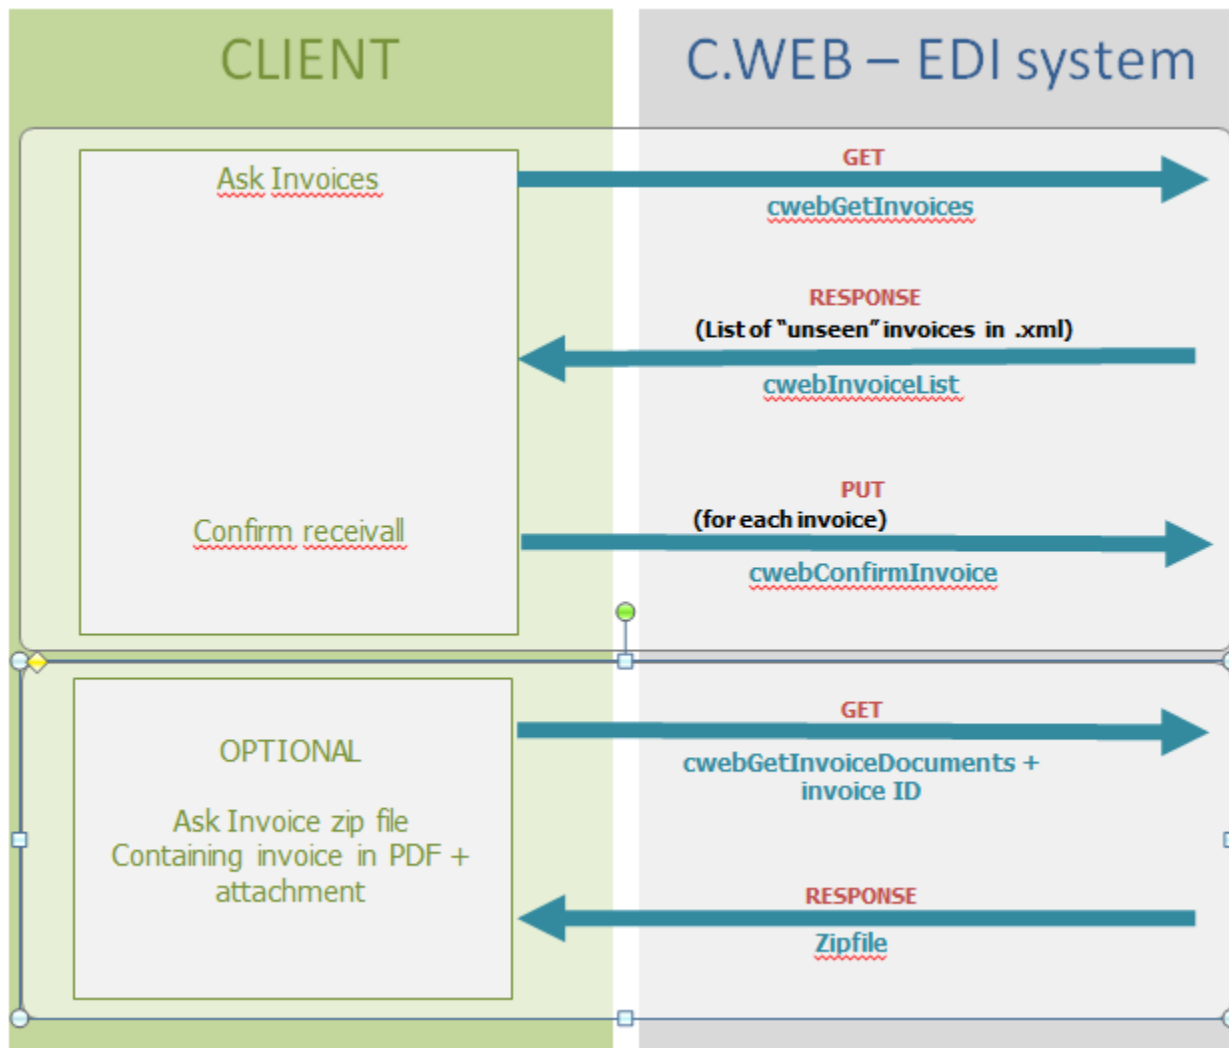 CLIENT
C.WEB – EDI system
Ask Invoices
GET
cwebGetInvoices
RESPONSE
(List of “unseen” invoices in .xml)
cwebInvoiceList
Confirm receivall
PUT
(for each invoice)
cwebConfirmInvoice
OPTIONAL
Ask Invoice zip file
Containing invoice in PDF +
attachment
GET
cwebGetInvoiceDocuments +
invoice ID
RESPONSE
Zipfile